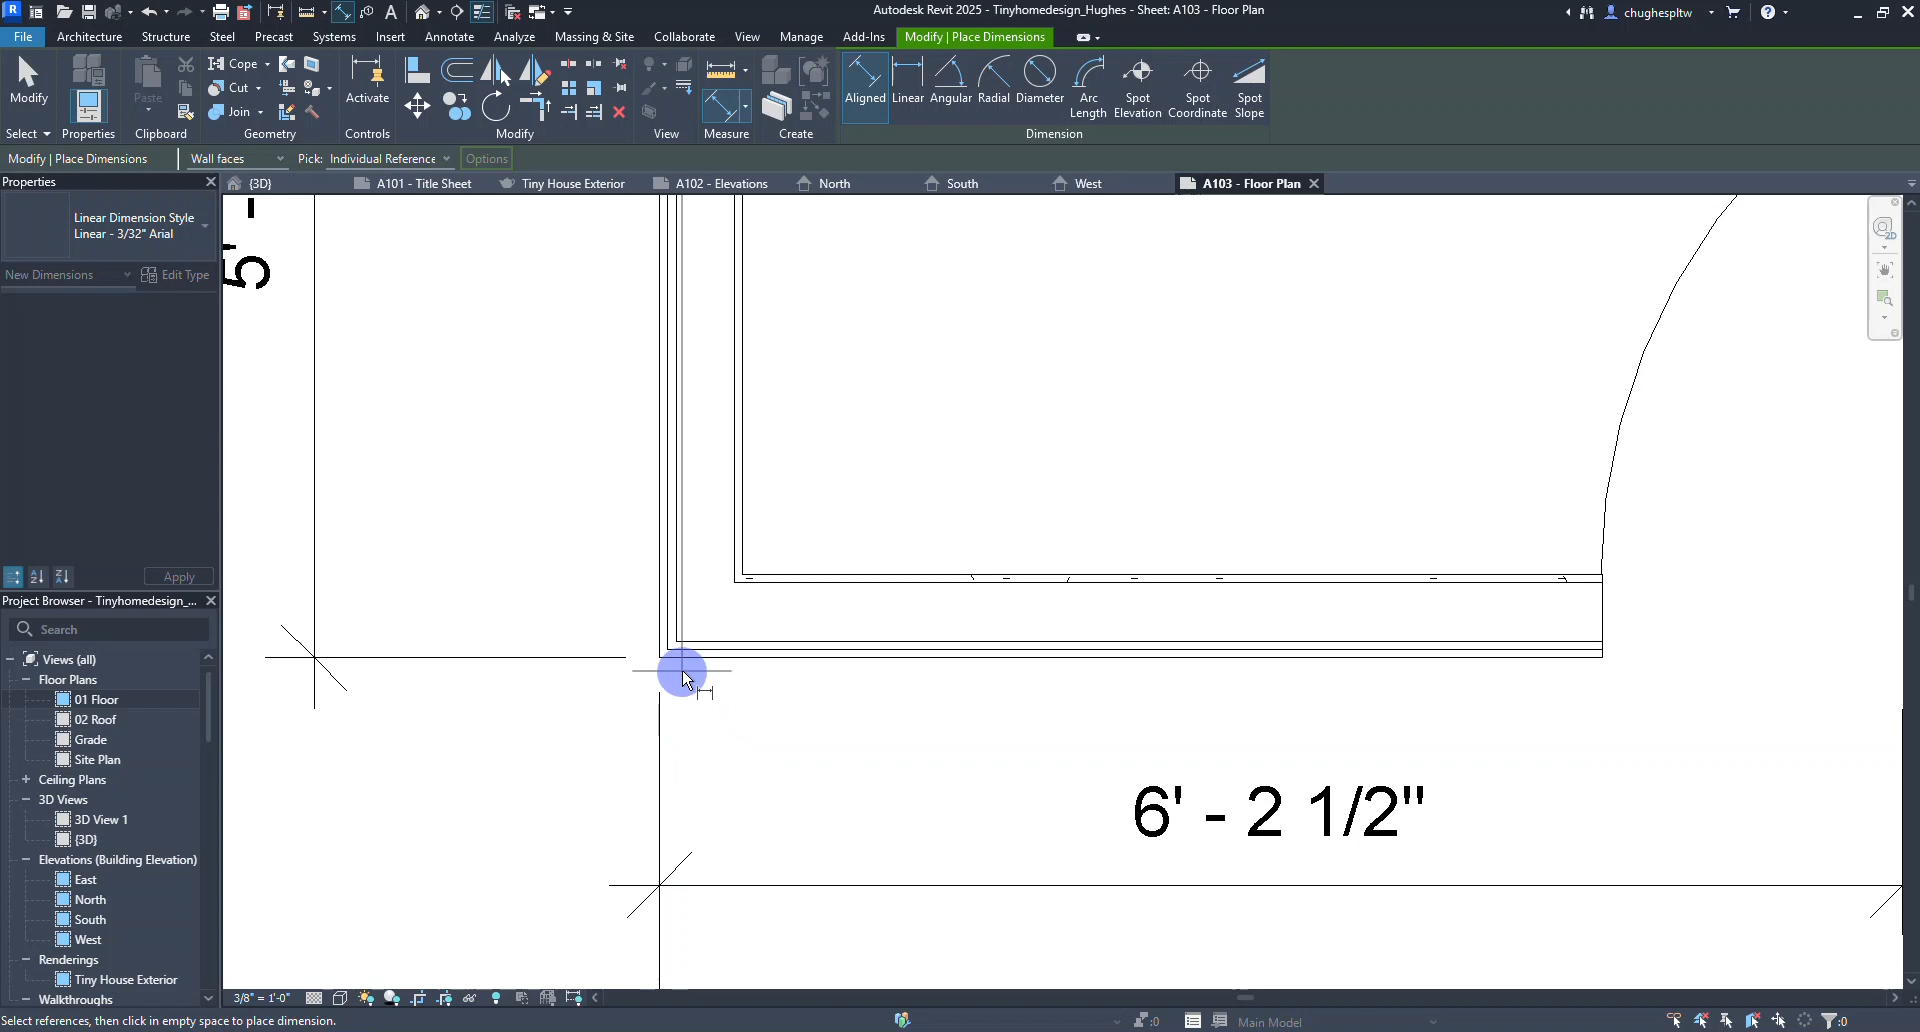 Autodesk Revit 2025 - Tinyhomedesign_Hughes - Sheet: A103 - Floor Plan
chughespltw
File Architecture Structure Steel Precast Systems Insert Annotate Analyze Massing & Site Collaborate View Manage Add-Ins Modify | Place Dimensions
Modify
Paste
Cope
Cut
Join
Activate
Aligned Linear Angular Radial Diameter Arc Length Spot Elevation Spot Coordinate Spot Slope
Select Properties Clipboard Geometry Controls Modify View Measure Create Dimension
Modify | Place Dimensions Wall faces Pick: Individual Reference Options
Properties
{3D} A101 - Title Sheet Tiny House Exterior A102 - Elevations North South West A103 - Floor Plan
Linear Dimension Style
Linear - 3/32" Arial
New Dimensions Edit Type
Apply
Project Browser - Tinyhomedesign_...
Search
Views (all)
Floor Plans
01 Floor
02 Roof
Grade
Site Plan
Ceiling Plans
3D Views
3D View 1
{3D}
Elevations (Building Elevation)
East
North
South
West
Renderings
Tiny House Exterior
Walkthroughs
5' -
6' - 2 1/2"
2D
3/8" = 1'-0"
Select references, then click in empty space to place dimension.
:0
Main Model
:0